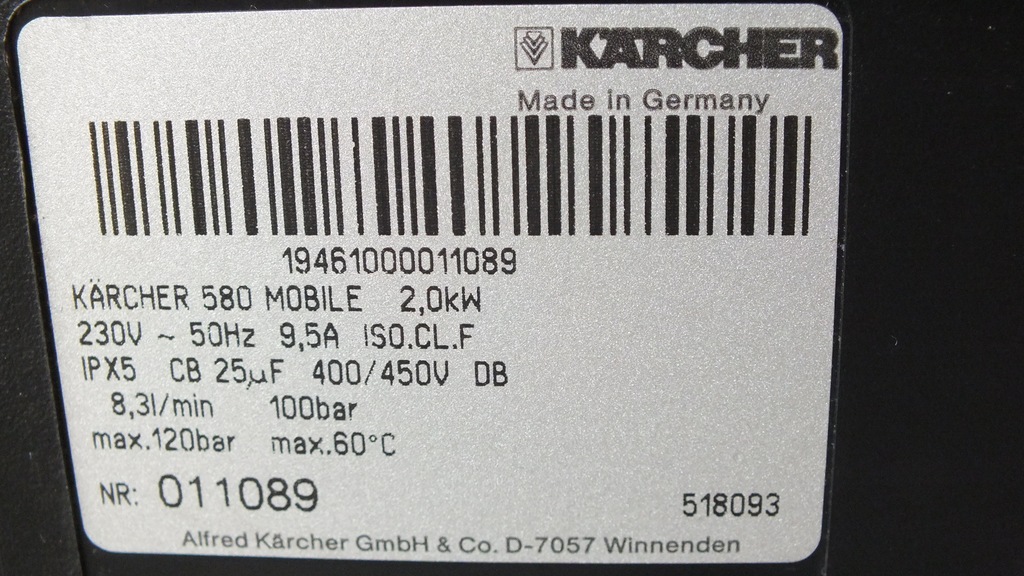 KÄRCHER
Made in Germany
19461000011089
KÄRCHER 580 MOBILE 2,0kW
230V ~ 50Hz 9,5A ISO.CL.F
IPX5 CB 25µF 400/450V DB
8,3l/min 100bar
max.120bar max.60°C
NR: 011089 518093
Alfred Kärcher GmbH & Co. D-7057 Winnenden